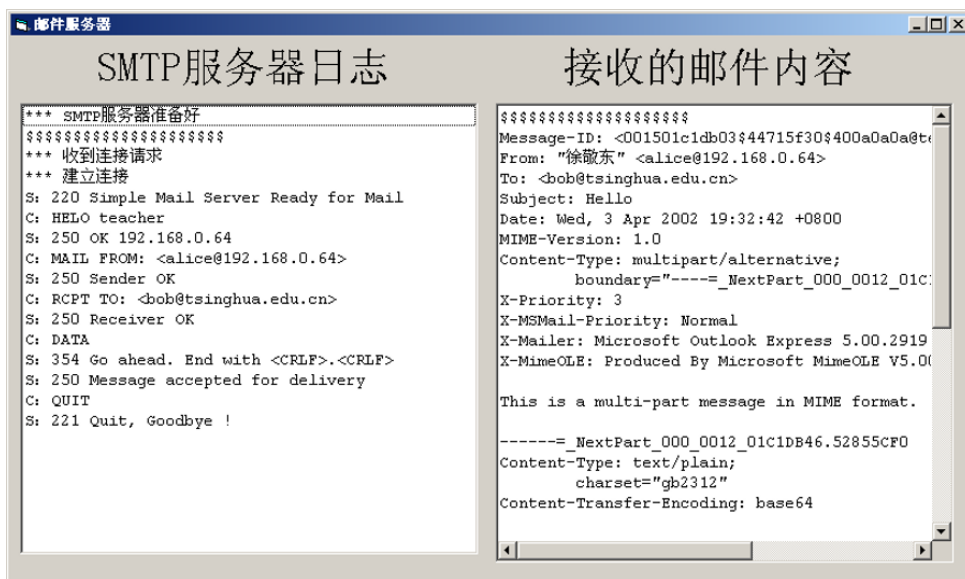 邮件服务器
SMTP服务器日志
*** SMTP服务器准备好
$$$$$$$$$$$$$$$$$$$$$
*** 收到连接请求
*** 建立连接
S: 220 Simple Mail Server Ready for Mail
C: HELO teacher
S: 250 OK 192.168.0.64
C: MAIL FROM: <alice@192.168.0.64>
S: 250 Sender OK
C: RCPT TO: <bob@tsinghua.edu.cn>
S: 250 Receiver OK
C: DATA
S: 354 Go ahead. End with <CRLF>.<CRLF>
S: 250 Message accepted for delivery
C: QUIT
S: 221 Quit, Goodbye !
接收的邮件内容
$$$$$$$$$$$$$$$$$$$$
Message-ID: <001501c1db03$44715f30$400a0a0a@te
From: "徐敬东" <alice@192.168.0.64>
To: <bob@tsinghua.edu.cn>
Subject: Hello
Date: Wed, 3 Apr 2002 19:32:42 +0800
MIME-Version: 1.0
Content-Type: multipart/alternative;
boundary="----=_NextPart_000_0012_01C1
X-Priority: 3
X-MSMail-Priority: Normal
X-Mailer: Microsoft Outlook Express 5.00.2919
X-MimeOLE: Produced By Microsoft MimeOLE V5.00
This is a multi-part message in MIME format.
------=_NextPart_000_0012_01C1DB46.52855CF0
Content-Type: text/plain;
charset="gb2312"
Content-Transfer-Encoding: base64